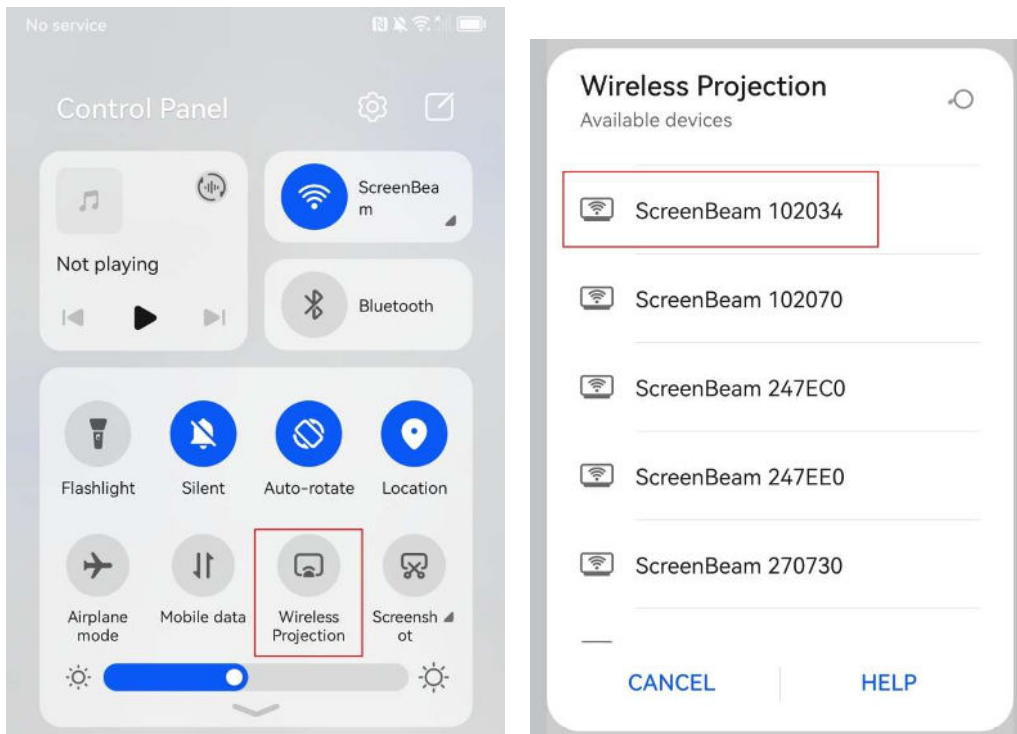 No service
Control Panel
ScreenBea
m
Not playing
Bluetooth
Flashlight
Silent
Auto-rotate
Location
Airplane
mode
Mobile data
Wireless
Projection
Screensh
ot
Wireless Projection
Available devices
ScreenBeam 102034
ScreenBeam 102070
ScreenBeam 247EC0
ScreenBeam 247EE0
ScreenBeam 270730
CANCEL
HELP